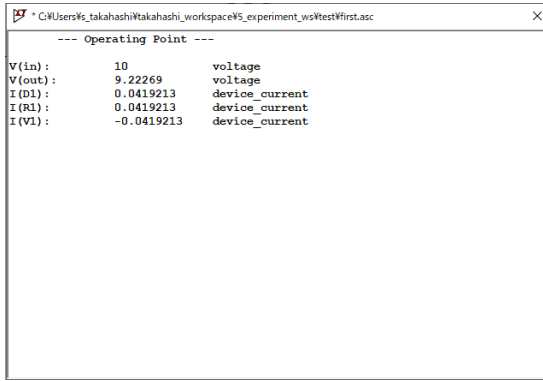 * C:¥Users¥s_takahashi¥takahashi_workspace¥5_experiment_ws¥test¥first.asc
--- Operating Point ---
V(in): 10 voltage
V(out): 9.22269 voltage
I(D1): 0.0419213 device_current
I(R1): 0.0419213 device_current
I(V1): -0.0419213 device_current